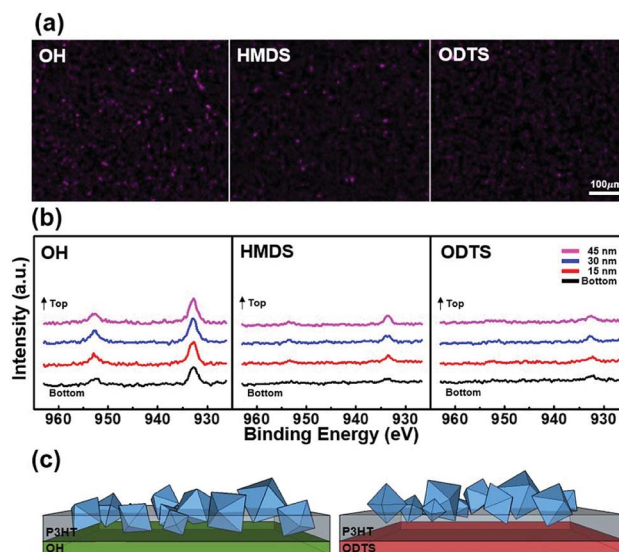 (a)
OH HMDS ODTS
100μm
(b)
OH HMDS ODTS
45 nm
30 nm
15 nm
Bottom
Top Top Top
Bottom Bottom Bottom
Intensity (a.u.)
960 950 940 930 960 950 940 930 960 950 940 930
Binding Energy (eV)
(c)
P3HT P3HT
OH ODTS